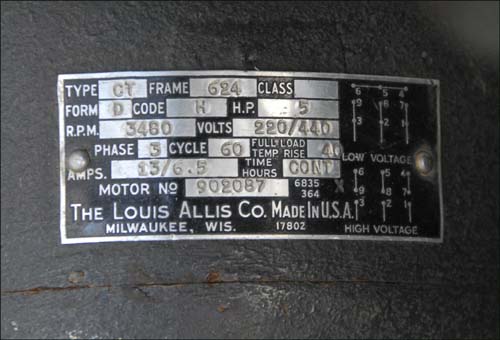 TYPE CT FRAME 624 CLASS
FORM D CODE H H.P. 5
R.P.M. 3460 VOLTS 220/440
PHASE 3 CYCLE 60 FULL LOAD TEMP RISE 40
AMPS. 13/6.5 TIME HOURS CONT
MOTOR No 902087 6835 364 X
THE LOUIS ALLIS CO. MADE IN U.S.A.
MILWAUKEE, WIS. 17802
6 5 4
9 8 7
3 2 1
LOW VOLTAGE
6 5 4
9 8 7
3 2 1
HIGH VOLTAGE